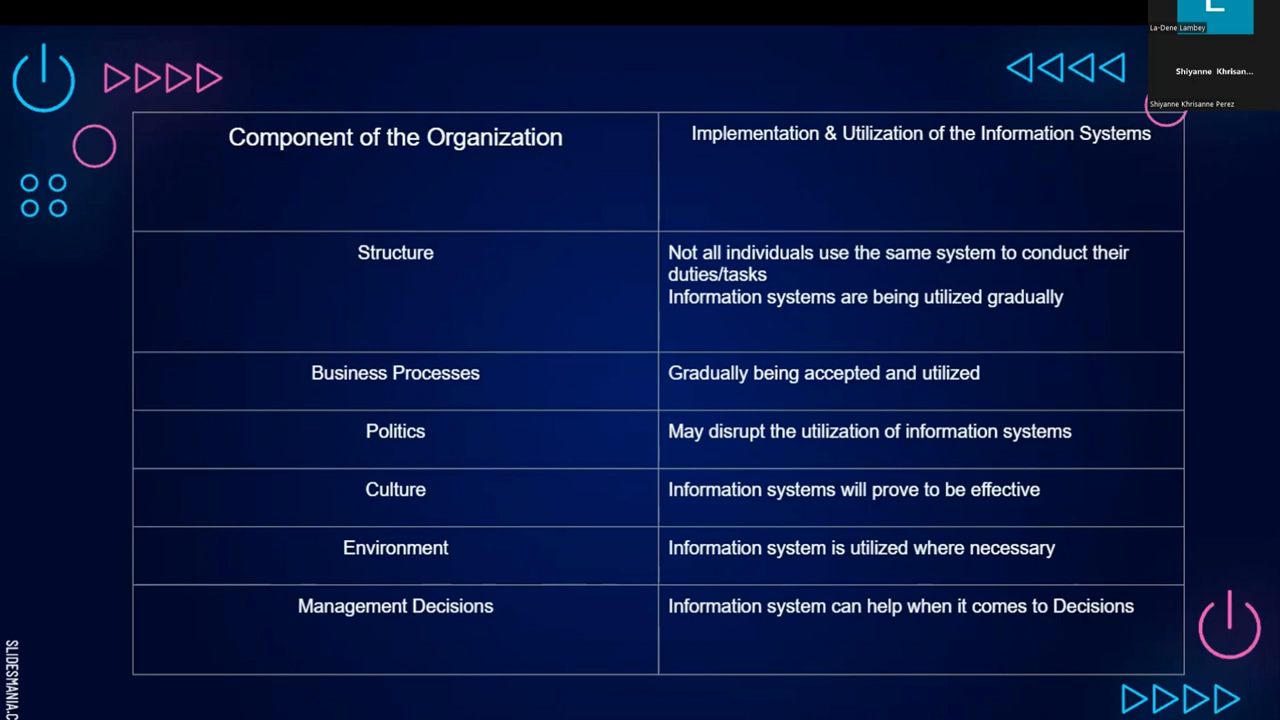 La-Dene Lambey
Shiyanne Khrisan...
Shiyanne Khrisanne Perez
Component of the Organization
Implementation & Utilization of the Information Systems
Structure
Not all individuals use the same system to conduct their
duties/tasks
Information systems are being utilized gradually
Business Processes
Gradually being accepted and utilized
Politics
May disrupt the utilization of information systems
Culture
Information systems will prove to be effective
Environment
Information system is utilized where necessary
Management Decisions
Information system can help when it comes to Decisions
SLIDESMANIA.C